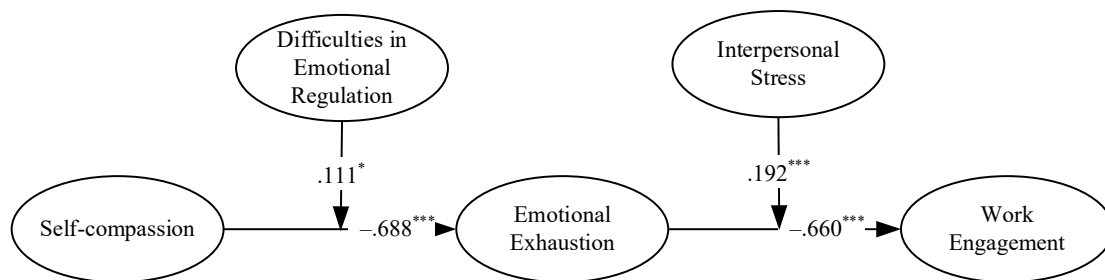 Difficulties in
Emotional
Regulation
Interpersonal
Stress
.111*
.192***
Self-compassion
–.688***
Emotional
Exhaustion
–.660***
Work
Engagement